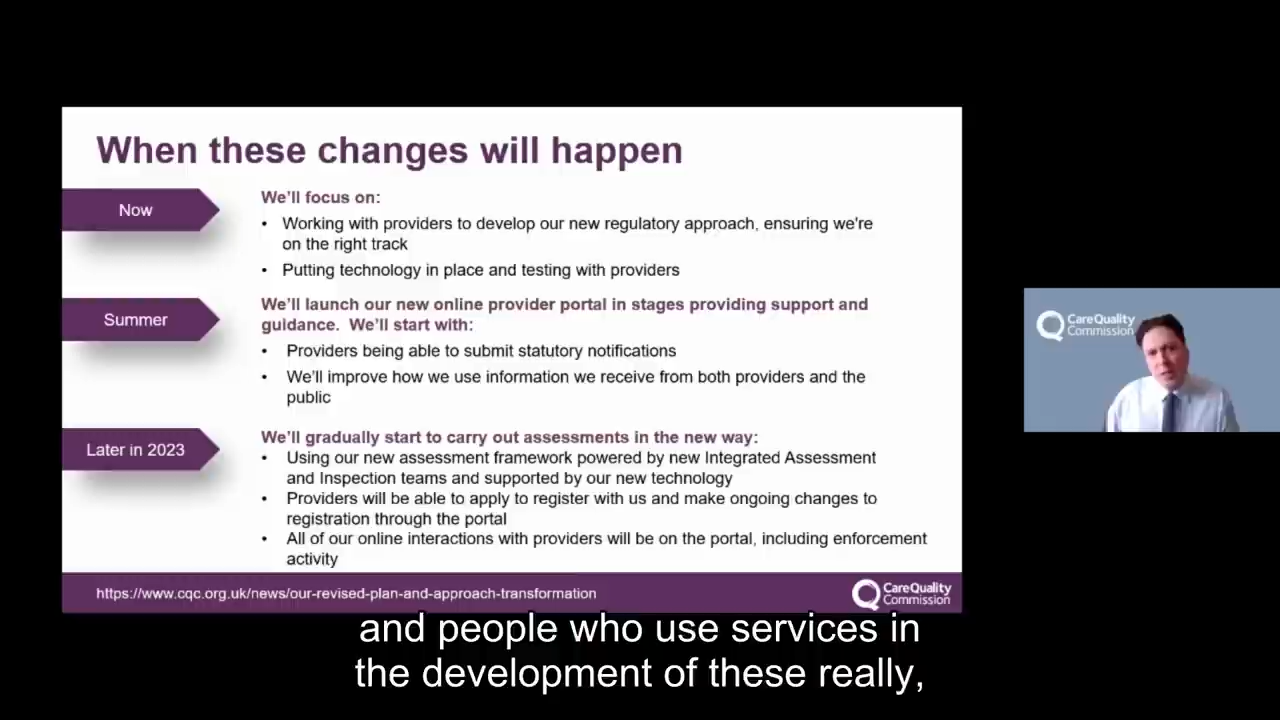 When these changes will happen
Now
We'll focus on:
• Working with providers to develop our new regulatory approach, ensuring we're
on the right track
• Putting technology in place and testing with providers
Summer
We'll launch our new online provider portal in stages providing support and
guidance. We'll start with:
• Providers being able to submit statutory notifications
• We'll improve how we use information we receive from both providers and the
public
Later in 2023
We'll gradually start to carry out assessments in the new way:
• Using our new assessment framework powered by new Integrated Assessment
and Inspection teams and supported by our new technology
• Providers will be able to apply to register with us and make ongoing changes to
registration through the portal
• All of our online interactions with providers will be on the portal, including enforcement
activity
https://www.cqc.org.uk/news/our-revised-plan-and-approach-transformation
CareQuality
Commission
CareQuality
Commission
and people who use services in
the development of these really,